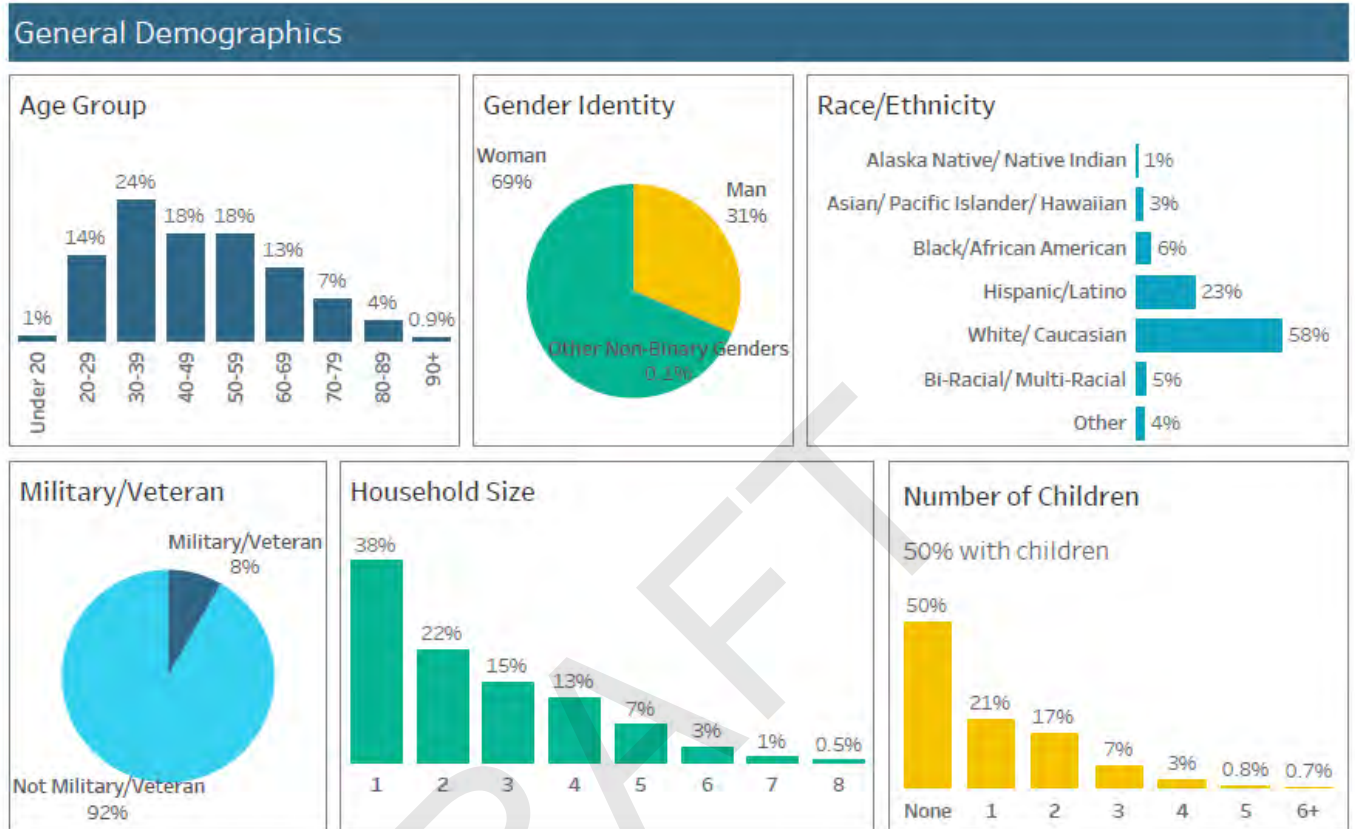 General Demographics
Age Group
24%
18% 18%
14%
13%
7%
4%
1%
0.9%
Under 20
20-29
30-39
40-49
50-59
60-69
70-79
80-89
90+
Gender Identity
Woman
69%
Man
31%
Other Non-Binary Genders
0.1%
Race/Ethnicity
Alaska Native/ Native Indian 1%
Asian/ Pacific Islander/ Hawaiian 3%
Black/African American 6%
Hispanic/Latino 23%
White/ Caucasian 58%
Bi-Racial/ Multi-Racial 5%
Other 4%
Military/Veteran
Military/Veteran
8%
Not Military/Veteran
92%
Household Size
38%
22%
15%
13%
7%
3%
1%
0.5%
1 2 3 4 5 6 7 8
Number of Children
50% with children
50%
21%
17%
7%
3%
0.8%
0.7%
None 1 2 3 4 5 6+
RAFT